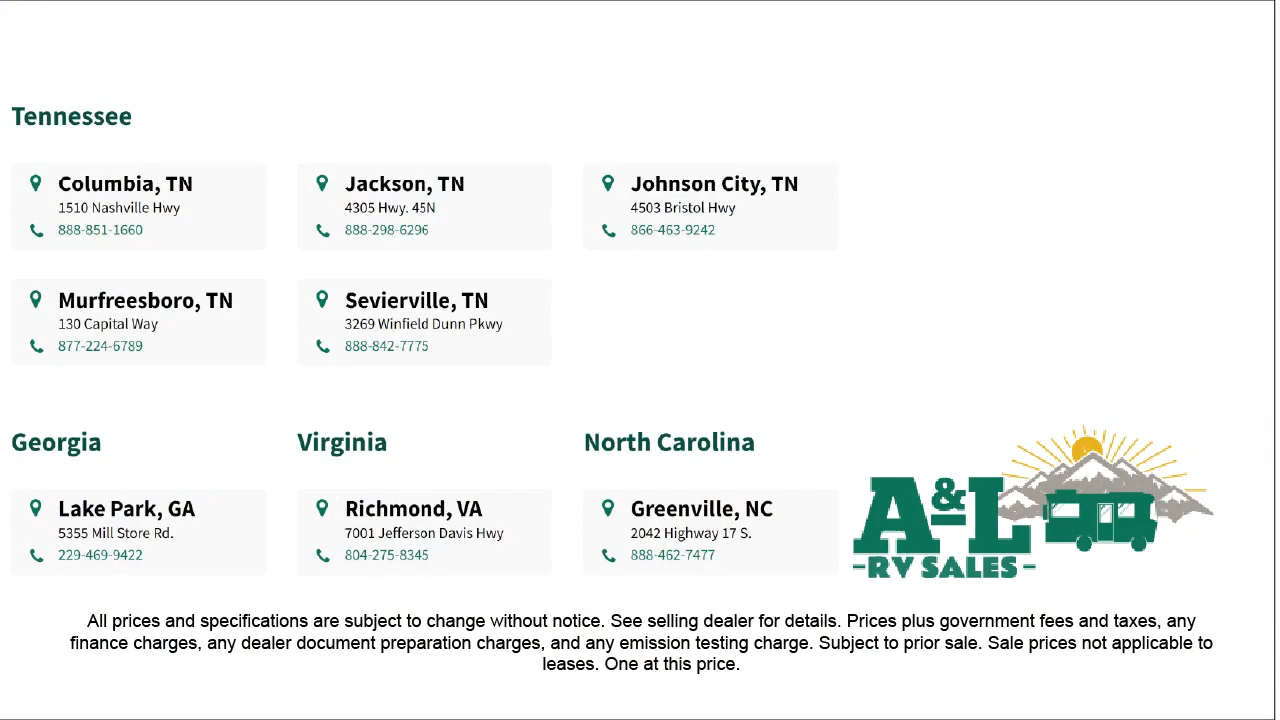 Tennessee
Columbia, TN
1510 Nashville Hwy
888-851-1660
Jackson, TN
4305 Hwy. 45N
888-298-6296
Johnson City, TN
4503 Bristol Hwy
866-463-9242
Murfreesboro, TN
130 Capital Way
877-224-6789
Sevierville, TN
3269 Winfield Dunn Pkwy
888-842-7775
Georgia
Lake Park, GA
5355 Mill Store Rd.
229-469-9422
Virginia
Richmond, VA
7001 Jefferson Davis Hwy
804-275-8345
North Carolina
Greenville, NC
2042 Highway 17 S.
888-462-7477
A&L
-RV SALES-
All prices and specifications are subject to change without notice. See selling dealer for details. Prices plus government fees and taxes, any
finance charges, any dealer document preparation charges, and any emission testing charge. Subject to prior sale. Sale prices not applicable to
leases. One at this price.